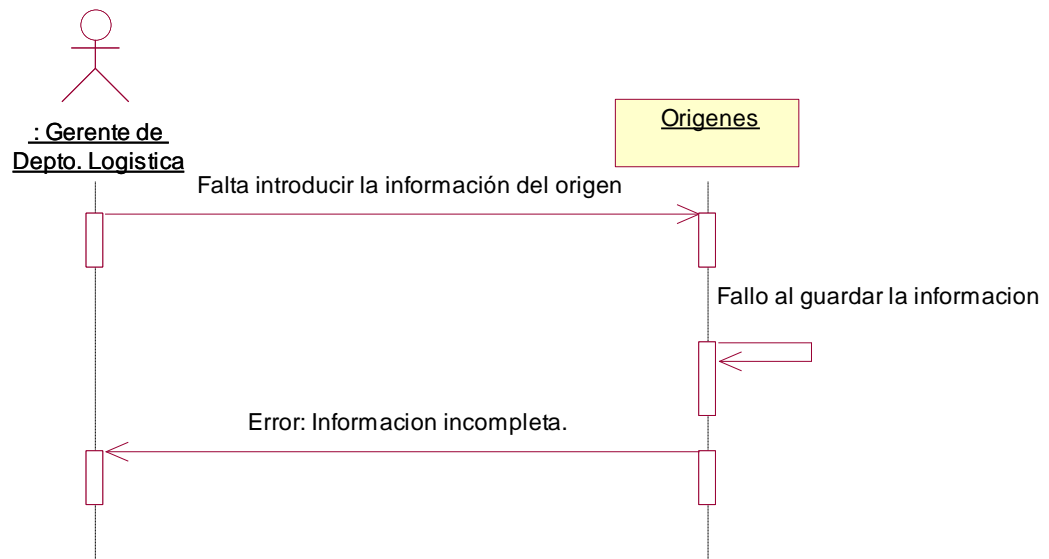 : Gerente de
Depto. Logistica
Origenes
Falta introducir la información del origen
Fallo al guardar la informacion
Error: Informacion incompleta.